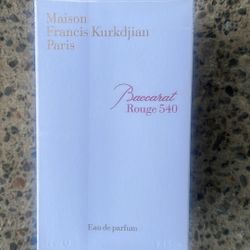 Maison
Francis Kurkdjian
Paris
Baccarat
Rouge 540
Eau de parfum